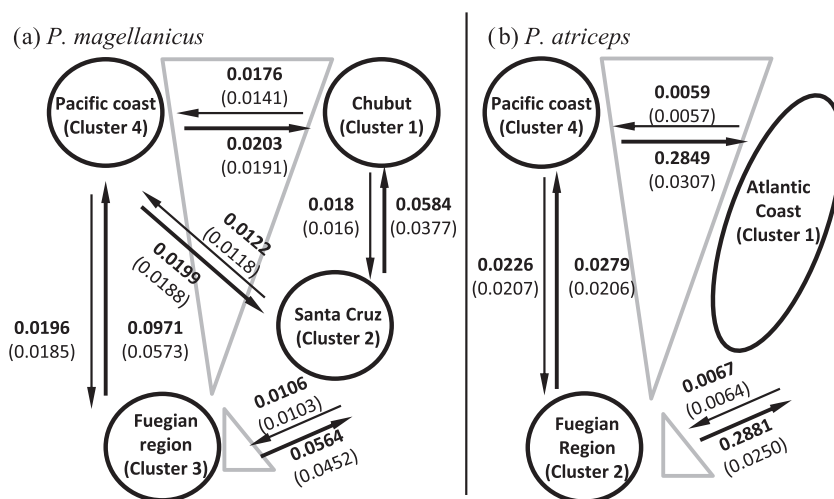 (a) P. magellanicus
Pacific coast
(Cluster 4)
0.0176
(0.0141)
0.0203
(0.0191)
Chubut
(Cluster 1)
0.018
(0.016)
0.0584
(0.0377)
0.0122
(0.0118)
0.0199
(0.0188)
Santa Cruz
(Cluster 2)
0.0196
(0.0185)
0.0971
(0.0573)
Fuegian
region
(Cluster 3)
0.0106
(0.0103)
0.0564
(0.0452)
(b) P. atriceps
Pacific coast
(Cluster 4)
0.0059
(0.0057)
0.2849
(0.0307)
Atlantic
Coast
(Cluster 1)
0.0226
(0.0207)
0.0279
(0.0206)
Fuegian
Region
(Cluster 2)
0.0067
(0.0064)
0.2881
(0.0250)